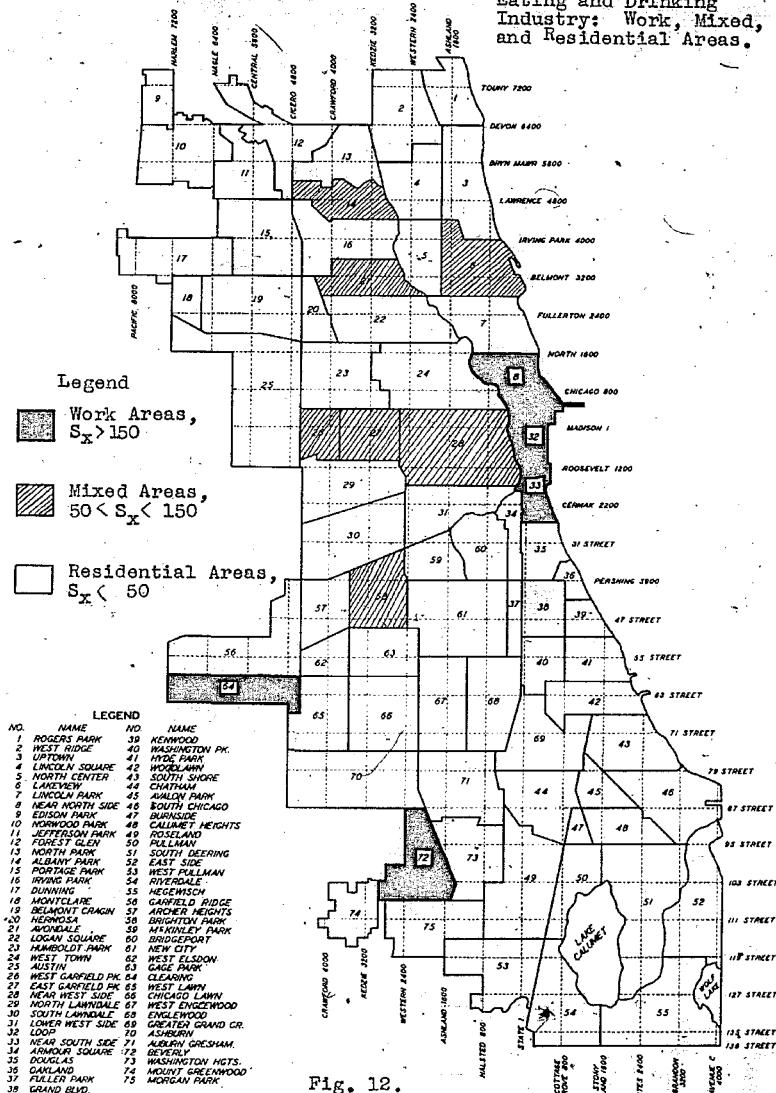 Eating and Drinking
Industry: Work, Mixed,
and Residential Areas.
HARLEM 7200
NAGLE 6400
CENTRAL 5600
CICERO 4800
CRAWFORD 4000
KEDZIE 3200
WESTERN 2400
ASHLAND 1600
TOUHY 7200
DEVON 6400
BRYN MAWR 5600
LAWRENCE 4800
IRVING PARK 4000
BELMONT 3200
FULLERTON 2400
NORTH 1600
CHICAGO 800
MADISON 1
ROOSEVELT 1200
CERMAK 2200
31 STREET
PERSHING 3900
47 STREET
55 STREET
63 STREET
71 STREET
79 STREET
87 STREET
95 STREET
103 STREET
111 STREET
119 STREET
127 STREET
135 STREET
138 STREET
PACIFIC 8000
Legend
Work Areas,
Sx > 150
Mixed Areas,
50 < Sx < 150
Residential Areas,
Sx < 50
LEGEND
NO. NAME NO. NAME
1 ROGERS PARK 39 KENWOOD
2 WEST RIDGE 40 WASHINGTON PK.
3 UPTOWN 41 HYDE PARK
4 LINCOLN SQUARE 42 WOODLAWN
5 NORTH CENTER 43 SOUTH SHORE
6 LAKEVIEW 44 CHATHAM
7 LINCOLN PARK 45 AVALON PARK
8 NEAR NORTH SIDE 46 SOUTH CHICAGO
9 EDISON PARK 47 BURNSIDE
10 NORWOOD PARK 48 CALUMET HEIGHTS
11 JEFFERSON PARK 49 ROSELAND
12 FOREST GLEN 50 PULLMAN
13 NORTH PARK 51 SOUTH DEERING
14 ALBANY PARK 52 EAST SIDE
15 PORTAGE PARK 53 WEST PULLMAN
16 IRVING PARK 54 RIVERDALE
17 DUNNING 55 HEGEWISCH
18 MONTCLARE 56 GARFIELD RIDGE
19 BELMONT CRAGIN 57 ARCHER HEIGHTS
20 HERMOSA 58 BRIGHTON PARK
21 AVONDALE 59 McKINLEY PARK
22 LOGAN SQUARE 60 BRIDGEPORT
23 HUMBOLDT PARK 61 NEW CITY
24 WEST TOWN 62 WEST ELSDON
25 AUSTIN 63 GAGE PARK
26 WEST GARFIELD PK. 64 CLEARING
27 EAST GARFIELD PK. 65 WEST LAWN
28 NEAR WEST SIDE 66 CHICAGO LAWN
29 NORTH LAWNDALE 67 WEST ENGLEWOOD
30 SOUTH LAWNDALE 68 ENGLEWOOD
31 LOWER WEST SIDE 69 GREATER GRAND CR.
32 LOOP 70 ASHBURN
33 NEAR SOUTH SIDE 71 AUBURN GRESHAM
34 ARMOUR SQUARE 72 BEVERLY
35 DOUGLAS 73 WASHINGTON HGTS.
36 OAKLAND 74 MOUNT GREENWOOD
37 FULLER PARK 75 MORGAN PARK
38 GRAND BLVD.
LAKE CALUMET
WOLF LAKE
CRAWFORD 4000
KEDZIE 3200
WESTERN 2400
ASHLAND 1600
HALSTED 800
STATE 1
COTTAGE GROVE 800
Fig. 12.